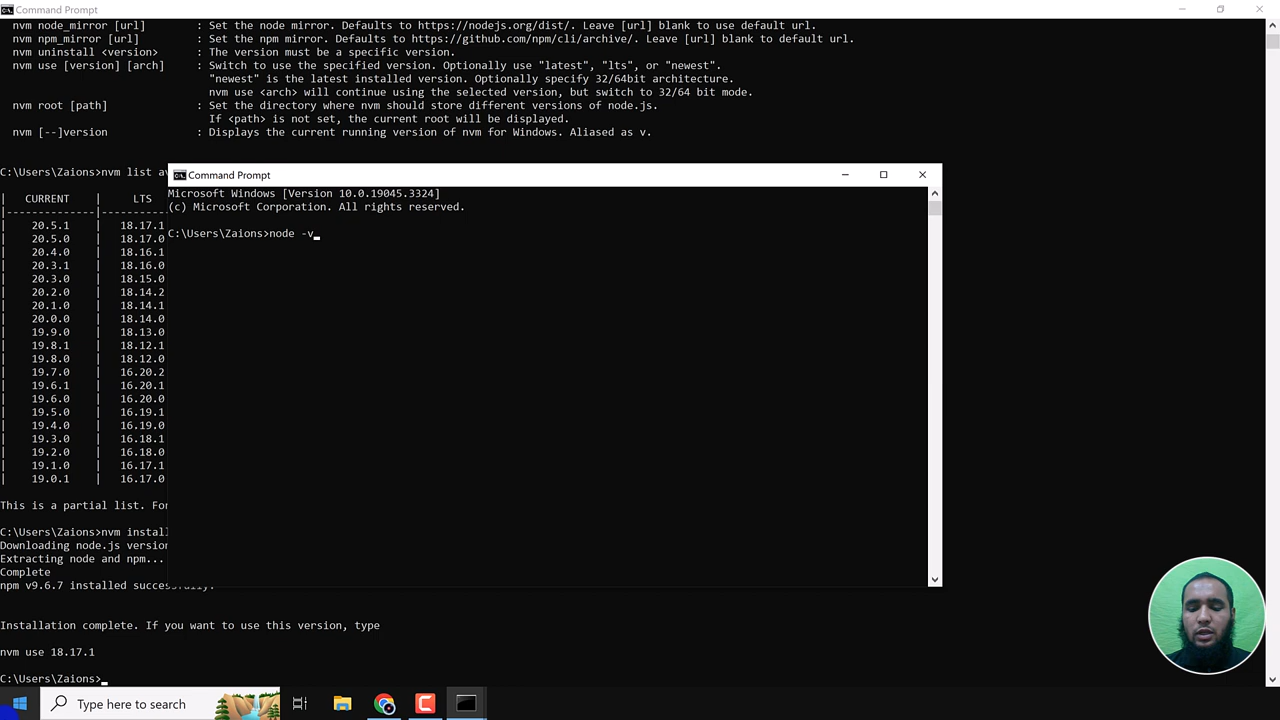 Command Prompt
nvm node_mirror [url] : Set the node mirror. Defaults to https://nodejs.org/dist/. Leave [url] blank to use default url.
nvm npm_mirror [url] : Set the npm mirror. Defaults to https://github.com/npm/cli/archive/. Leave [url] blank to default url.
nvm uninstall <version> : The version must be a specific version.
nvm use [version] [arch] : Switch to use the specified version. Optionally use "latest", "lts", or "newest".
"newest" is the latest installed version. Optionally specify 32/64bit architecture.
nvm use <arch> will continue using the selected version, but switch to 32/64 bit mode.
nvm root [path] : Set the directory where nvm should store different versions of node.js.
If <path> is not set, the current root will be displayed.
nvm [--]version : Displays the current running version of nvm for Windows. Aliased as v.
C:\Users\Zaions>nvm list av
| CURRENT | LTS
|--------------|--------
| 20.5.1 | 18.17.1
| 20.5.0 | 18.17.0
| 20.4.0 | 18.16.1
| 20.3.1 | 18.16.0
| 20.3.0 | 18.15.0
| 20.2.0 | 18.14.2
| 20.1.0 | 18.14.1
| 20.0.0 | 18.14.0
| 19.9.0 | 18.13.0
| 19.8.1 | 18.12.1
| 19.8.0 | 18.12.0
| 19.7.0 | 16.20.2
| 19.6.1 | 16.20.1
| 19.6.0 | 16.20.0
| 19.5.0 | 16.19.1
| 19.4.0 | 16.19.0
| 19.3.0 | 16.18.1
| 19.2.0 | 16.18.0
| 19.1.0 | 16.17.1
| 19.0.1 | 16.17.0
This is a partial list. For
C:\Users\Zaions>nvm install
Downloading node.js version
Extracting node and npm...
Complete
npm v9.6.7 installed successfully.
Installation complete. If you want to use this version, type
nvm use 18.17.1
C:\Users\Zaions>
Command Prompt
Microsoft Windows [Version 10.0.19045.3324]
(c) Microsoft Corporation. All rights reserved.
C:\Users\Zaions>node -v
Type here to search